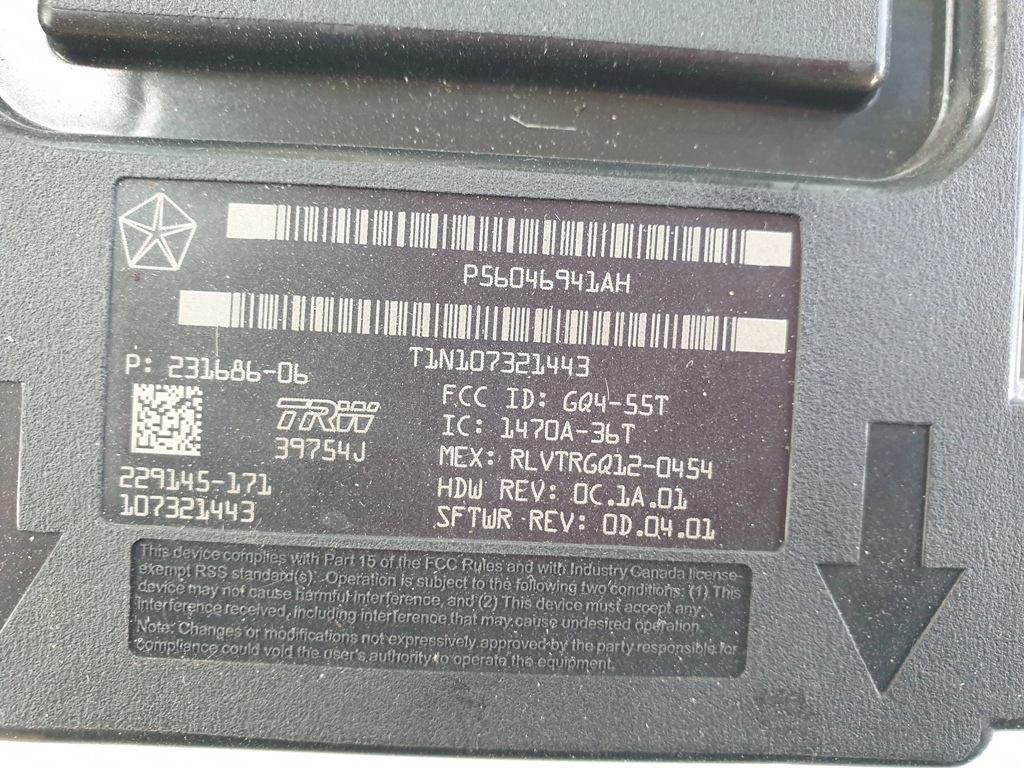 P56046941AH
T1N107321443
P: 231686-06
TRW
39754J
229145-171
107321443
FCC ID: GQ4-55T
IC: 1470A-36T
MEX: RLVTRGQ12-0454
HDW REV: 0C.1A.01
SFTWR REV: 0D.04.01
This device complies with Part 15 of the FCC Rules and with Industry Canada license-
exempt RSS standard(s). Operation is subject to the following two conditions: (1) This
device may not cause harmful interference, and (2) This device must accept any
interference received, including interference that may cause undesired operation.
Note: Changes or modifications not expressively approved by the party responsible for
compliance could void the user's authority to operate the equipment.